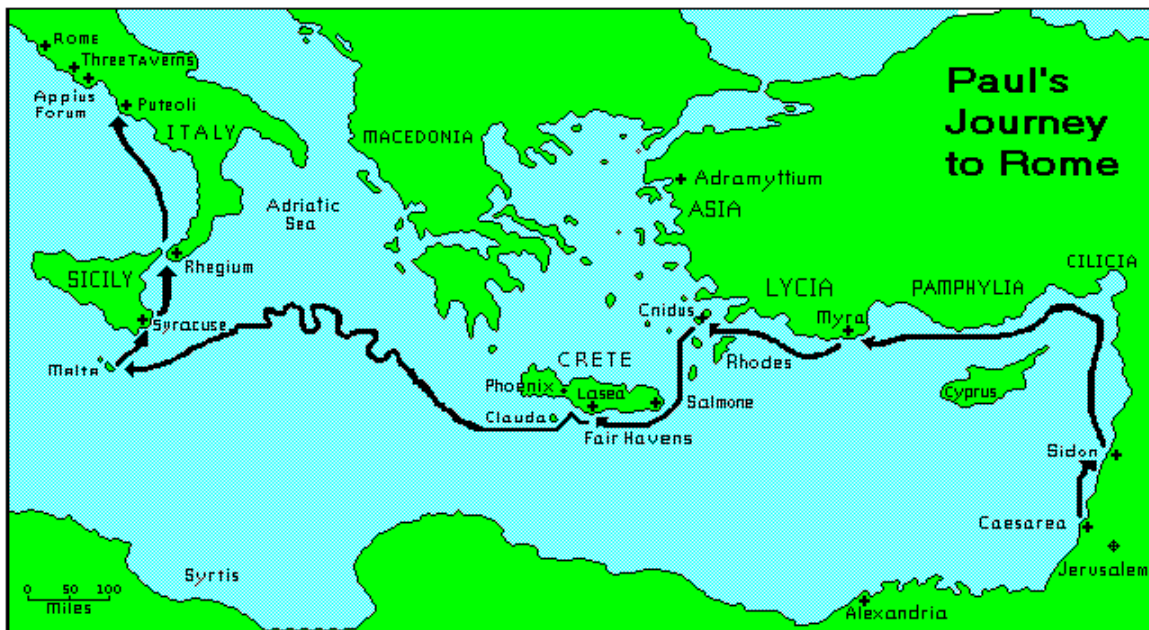 Paul's
Journey
to Rome
Rome
Three Taverns
Appius
Forum
Puteoli
ITALY
MACEDONIA
Adramyttium
ASIA
Adriatic
Sea
Rhegium
SICILY
CILICIA
LYCIA
PAMPHYLIA
Syracuse
Cnidus
Myra
Malta
CRETE
Rhodes
Phoenix
Lasea
Cyprus
Clauda
Salmone
Fair Havens
Sidon
Caesarea
Jerusalem
Syrtis
0 50 100
Miles
Alexandria